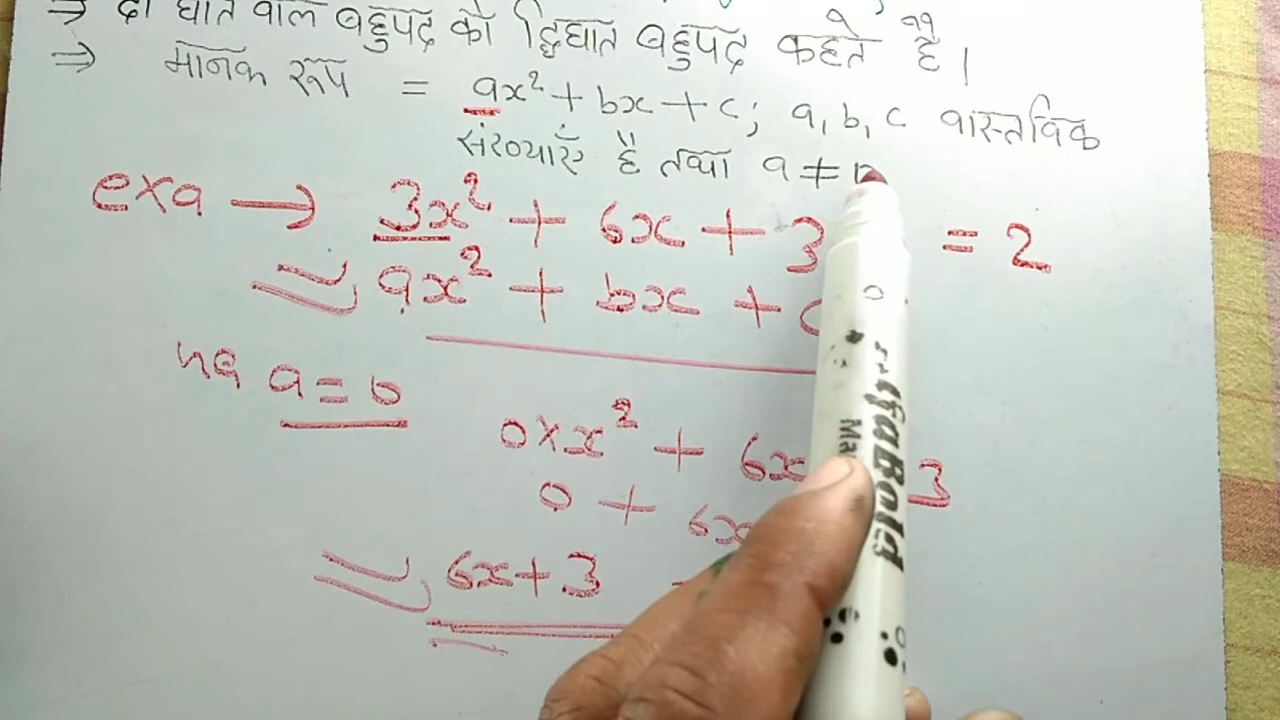 ⇒ दो घात वाले बहुपद को द्विघात बहुपद कहते हैं।
⇒ मानक रूप = ax² + bx + c; a, b, c वास्तविक
संख्याएँ है तथा a ≠
exa → 3x² + 6x + 3 = 2
ax² + bx +
a = 0
0×x² + 6x 3
0 + 6x
6x + 3
AlfaBold